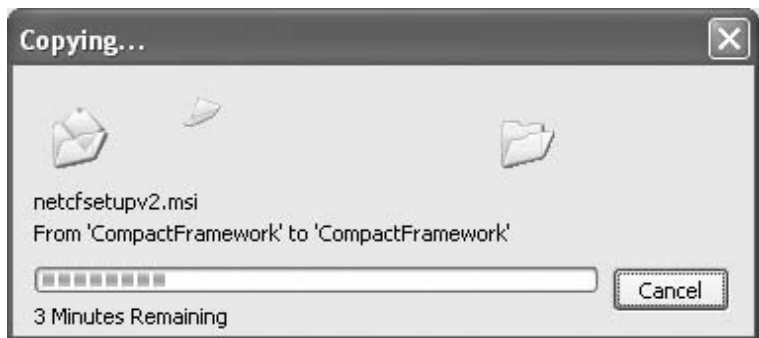 Copying...
netcfsetupv2.msi
From 'CompactFramework' to 'CompactFramework'
Cancel
3 Minutes Remaining